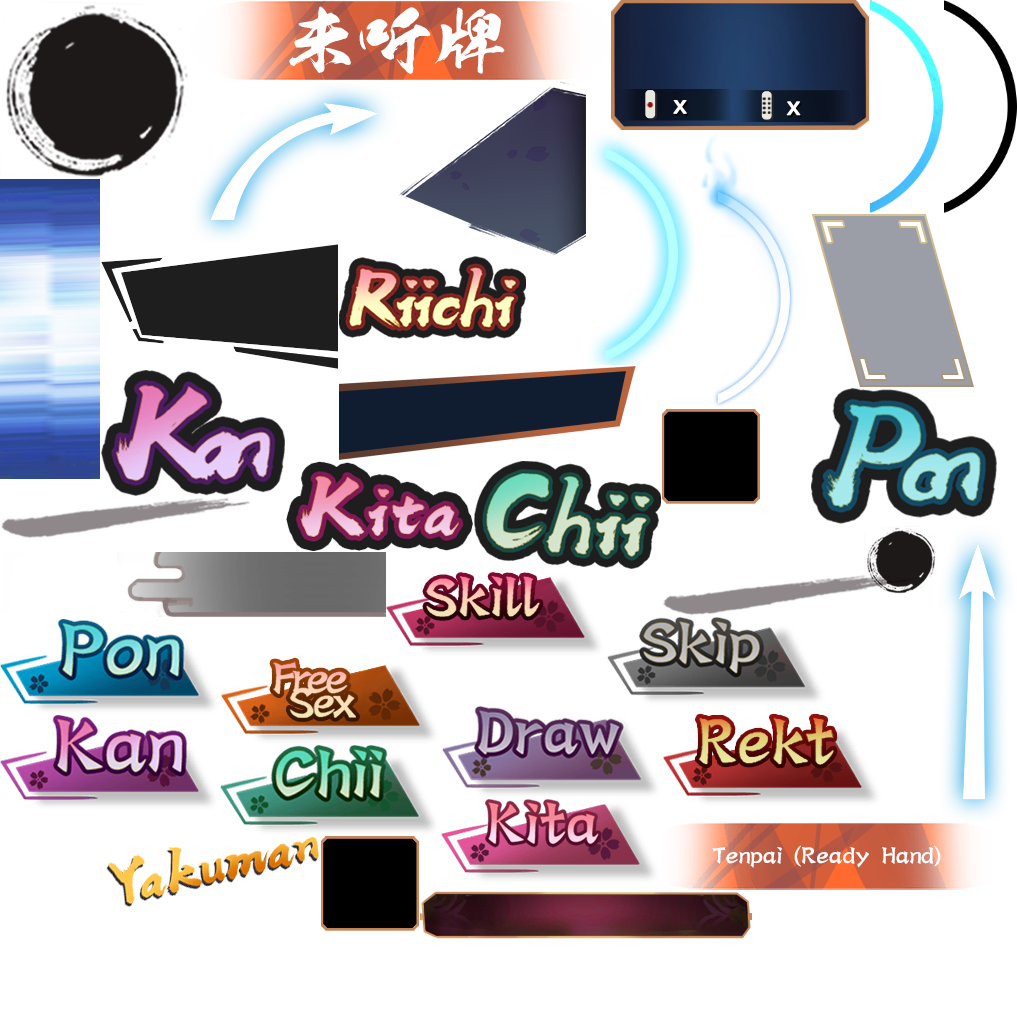 未听牌
x
x
Riichi
Kan
Pon
Kita
Chii
Skill
Pon
Skip
Free
Sex
Kan
Draw
Rekt
Chii
Kita
Yakuman
Tenpai (Ready Hand)